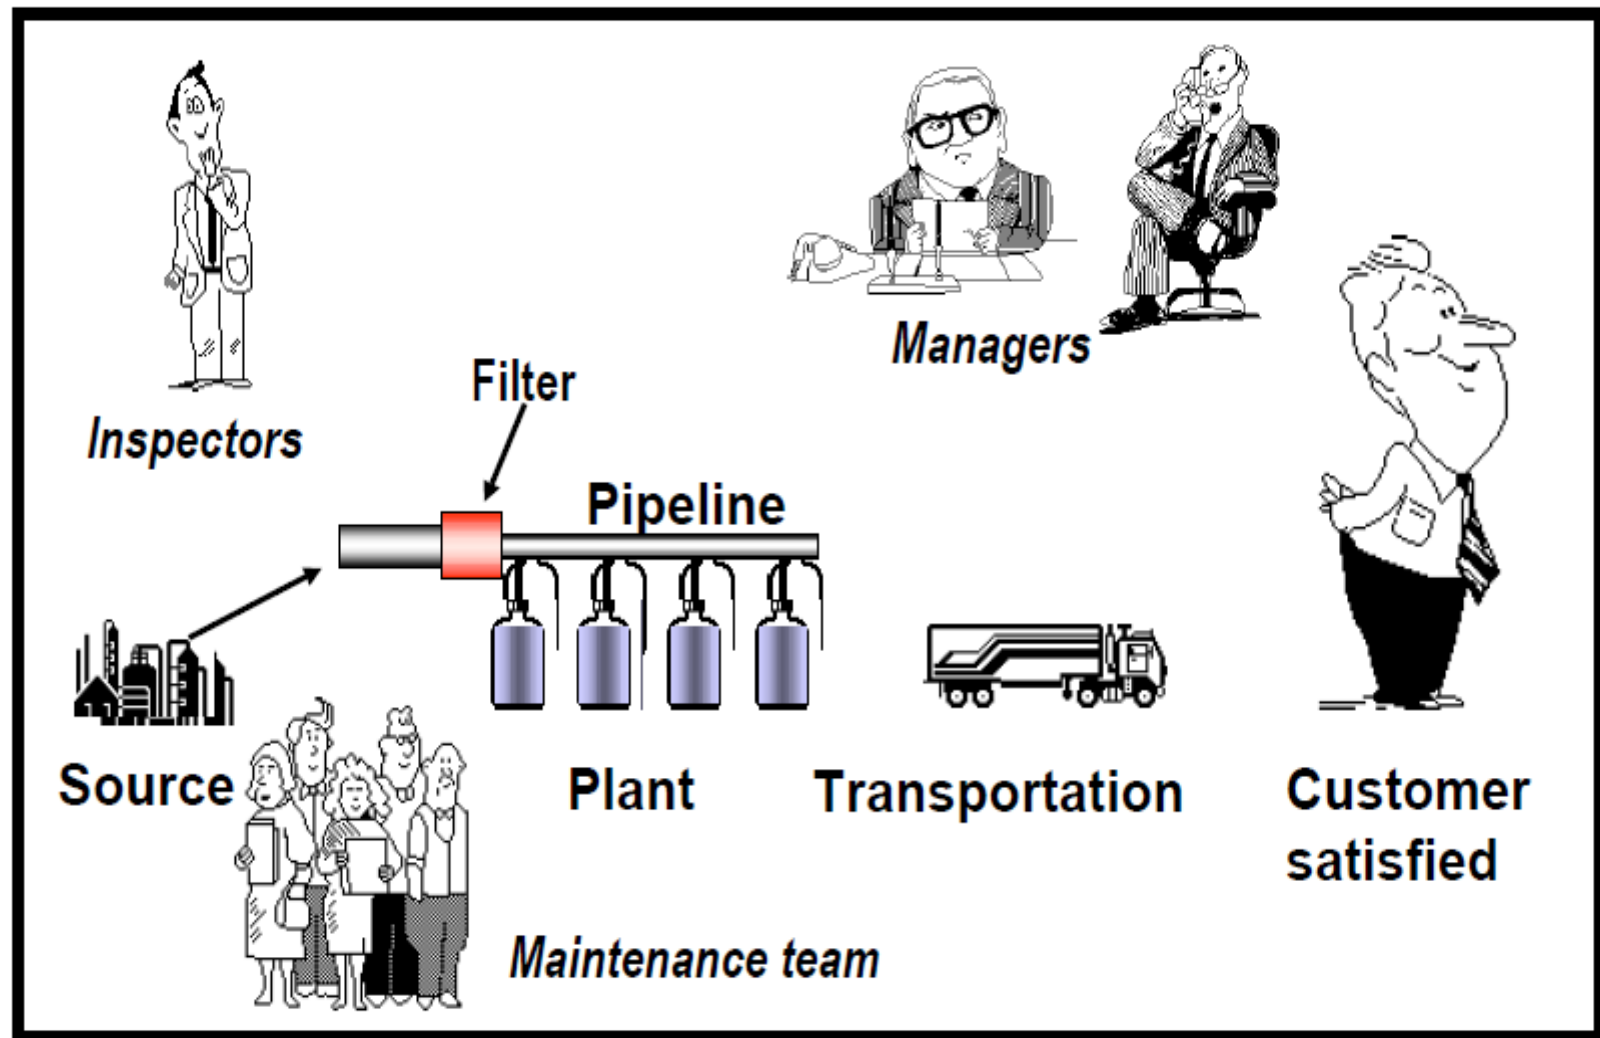 Managers
Filter
Inspectors
Pipeline
Source
Plant
Transportation
Customer
satisfied
Maintenance team